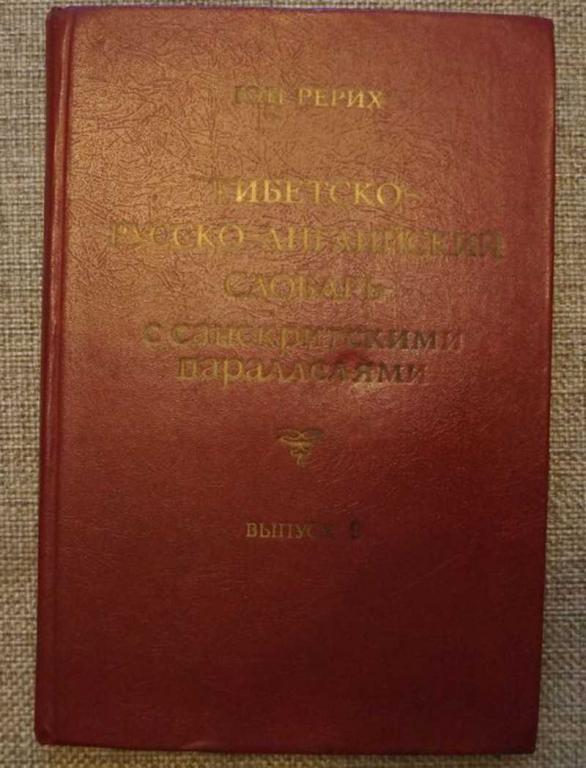 Ю.Н. РЕРИХ
ТИБЕТСКО-
РУССКО-АНГЛИЙСКИЙ
СЛОВАРЬ
с санскритскими
параллелями
ВЫПУСК